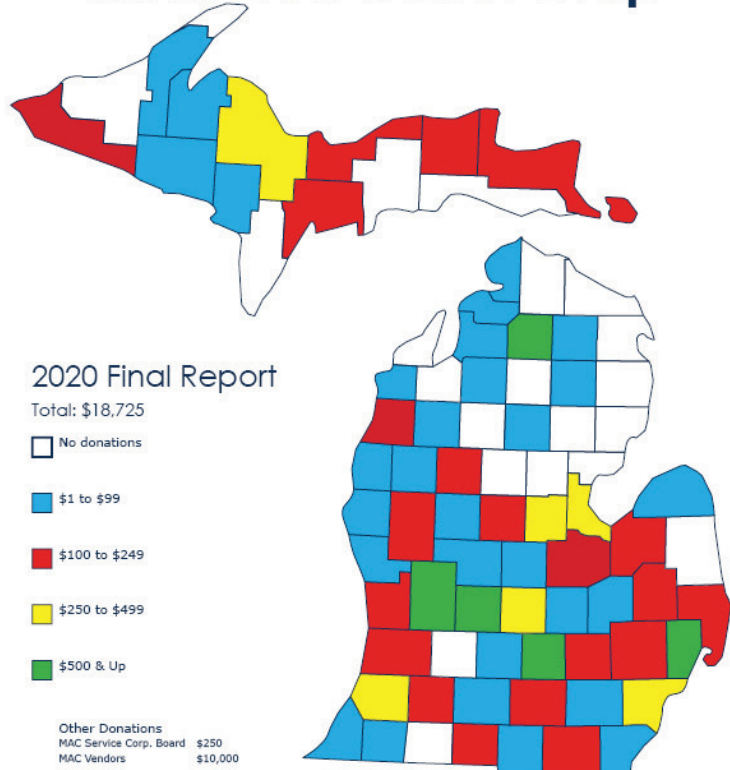 2020 Final Report
Total: $18,725
No donations
$1 to $99
$100 to $249
$250 to $499
$500 & Up
Other Donations
MAC Service Corp. Board $250
MAC Vendors $10,000